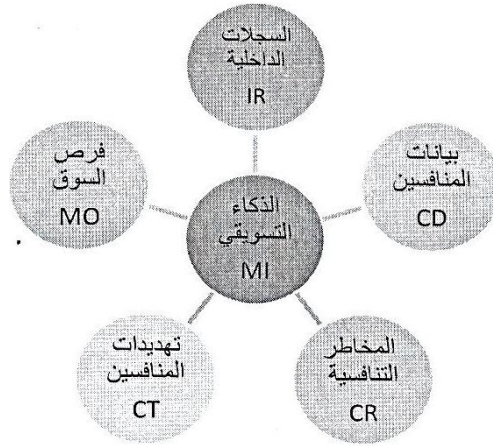 السجلات
الداخلية
IR
بيانات
المنافسين
CD
فرص
السوق
MO
الذكاء
التسويقي
MI
تهديدات
المنافسين
CT
المخاطر
التنافسية
CR